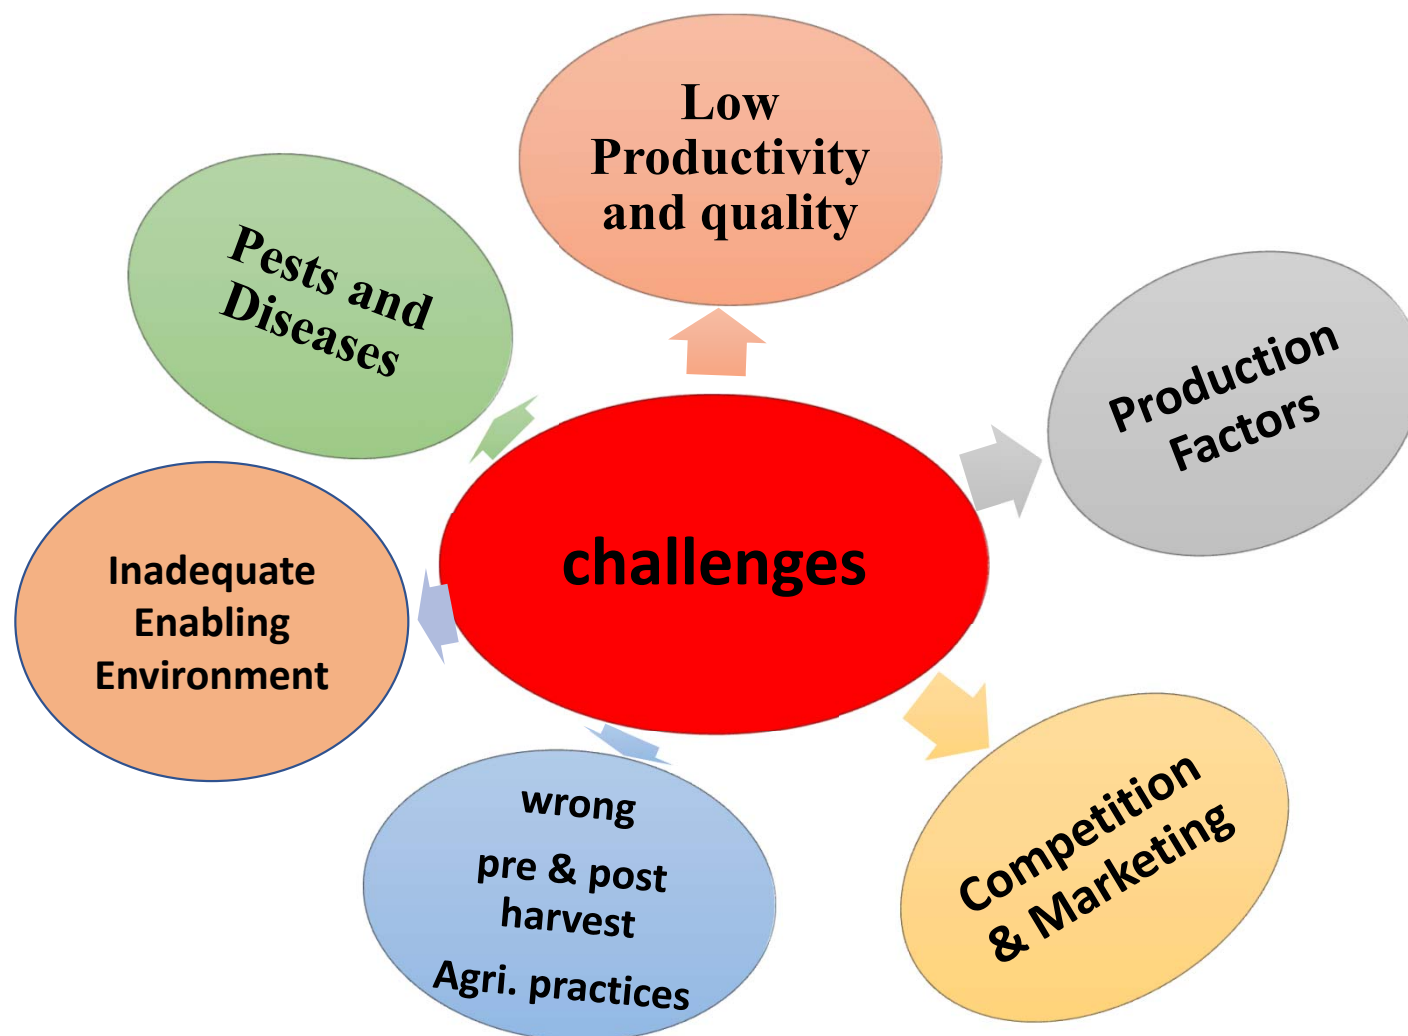 Low
Productivity
and quality
Pests and
Diseases
Production
Factors
challenges
Inadequate
Enabling
Environment
Competition
& Marketing
wrong
pre & post
harvest
Agri. practices